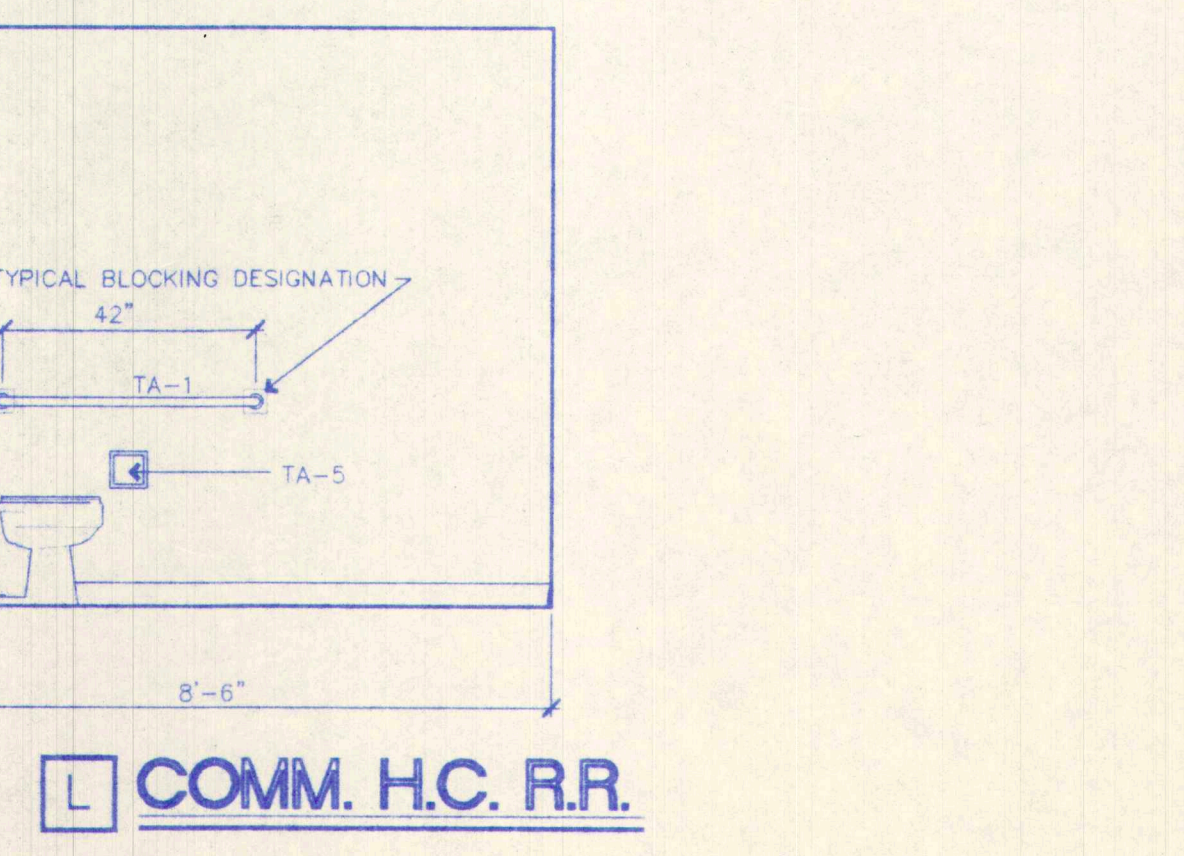 TYPICAL BLOCKING DESIGNATION
42"
TA-1
TA-5
8'-6"
L COMM. H.C. R.R.